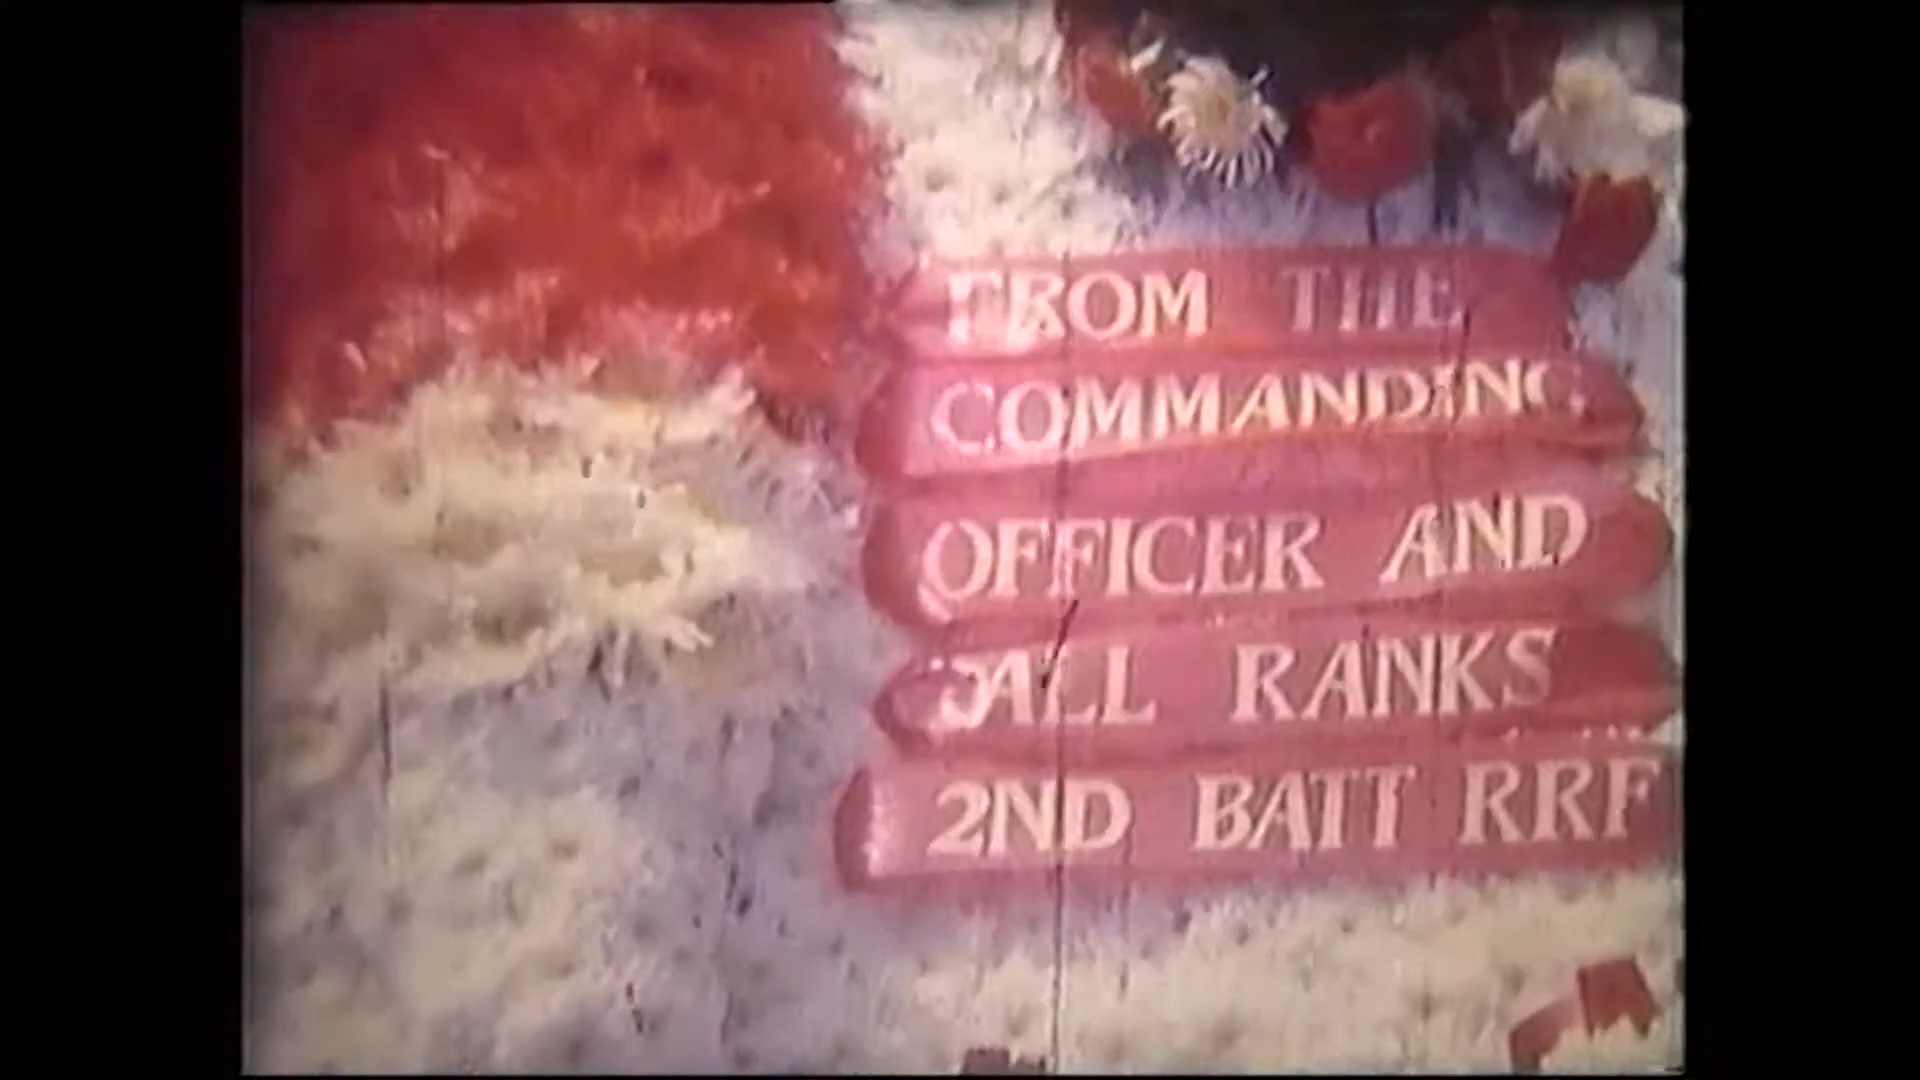 FROM THE
COMMANDING
OFFICER AND
ALL RANKS
2ND BATT RRF